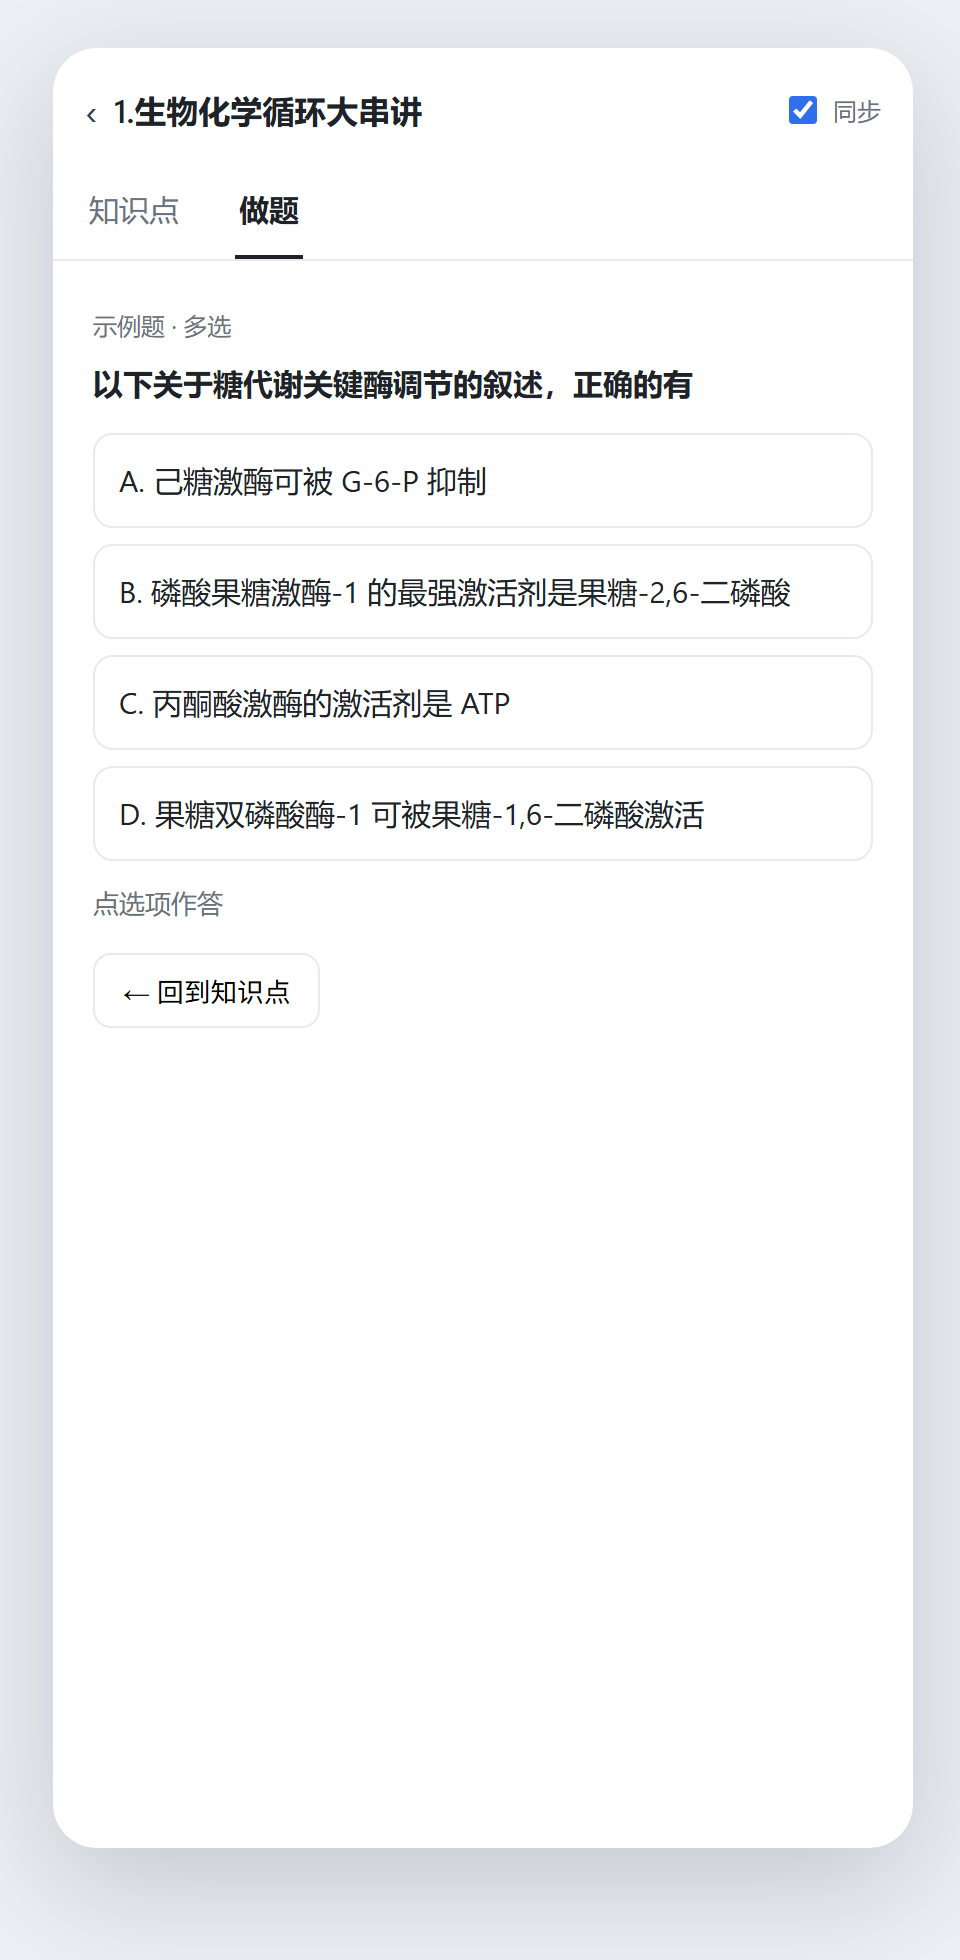 ‹ 1.生物化学循环大串讲 同步
知识点 做题
示例题 · 多选
以下关于糖代谢关键酶调节的叙述，正确的有
A. 己糖激酶可被 G-6-P 抑制
B. 磷酸果糖激酶-1 的最强激活剂是果糖-2,6-二磷酸
C. 丙酮酸激酶的激活剂是 ATP
D. 果糖双磷酸酶-1 可被果糖-1,6-二磷酸激活
点选项作答
← 回到知识点